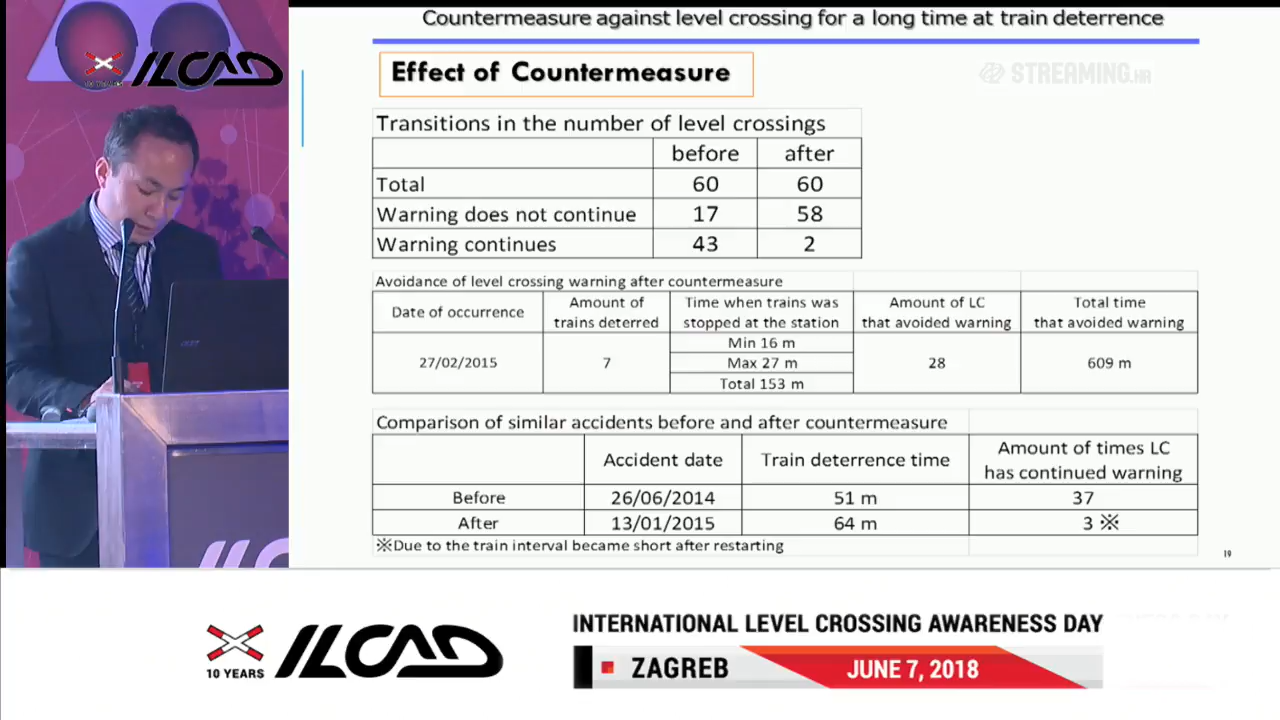 Countermeasure against level crossing for a long time at train deterrence
ILCAD
10 YEARS
Effect of Countermeasure
STREAMING.HR
Transitions in the number of level crossings
before after
Total 60 60
Warning does not continue 17 58
Warning continues 43 2
Avoidance of level crossing warning after countermeasure
Date of occurrence
Amount of
trains deterred
Time when trains was
stopped at the station
Amount of LC
that avoided warning
Total time
that avoided warning
27/02/2015
7
Min 16 m
Max 27 m
Total 153 m
28
609 m
Comparison of similar accidents before and after countermeasure
Accident date
Train deterrence time
Amount of times LC
has continued warning
Before 26/06/2014 51 m 37
After 13/01/2015 64 m 3 ※
※Due to the train interval became short after restarting
19
10 YEARS
ILCAD
INTERNATIONAL LEVEL CROSSING AWARENESS DAY
ZAGREB JUNE 7, 2018